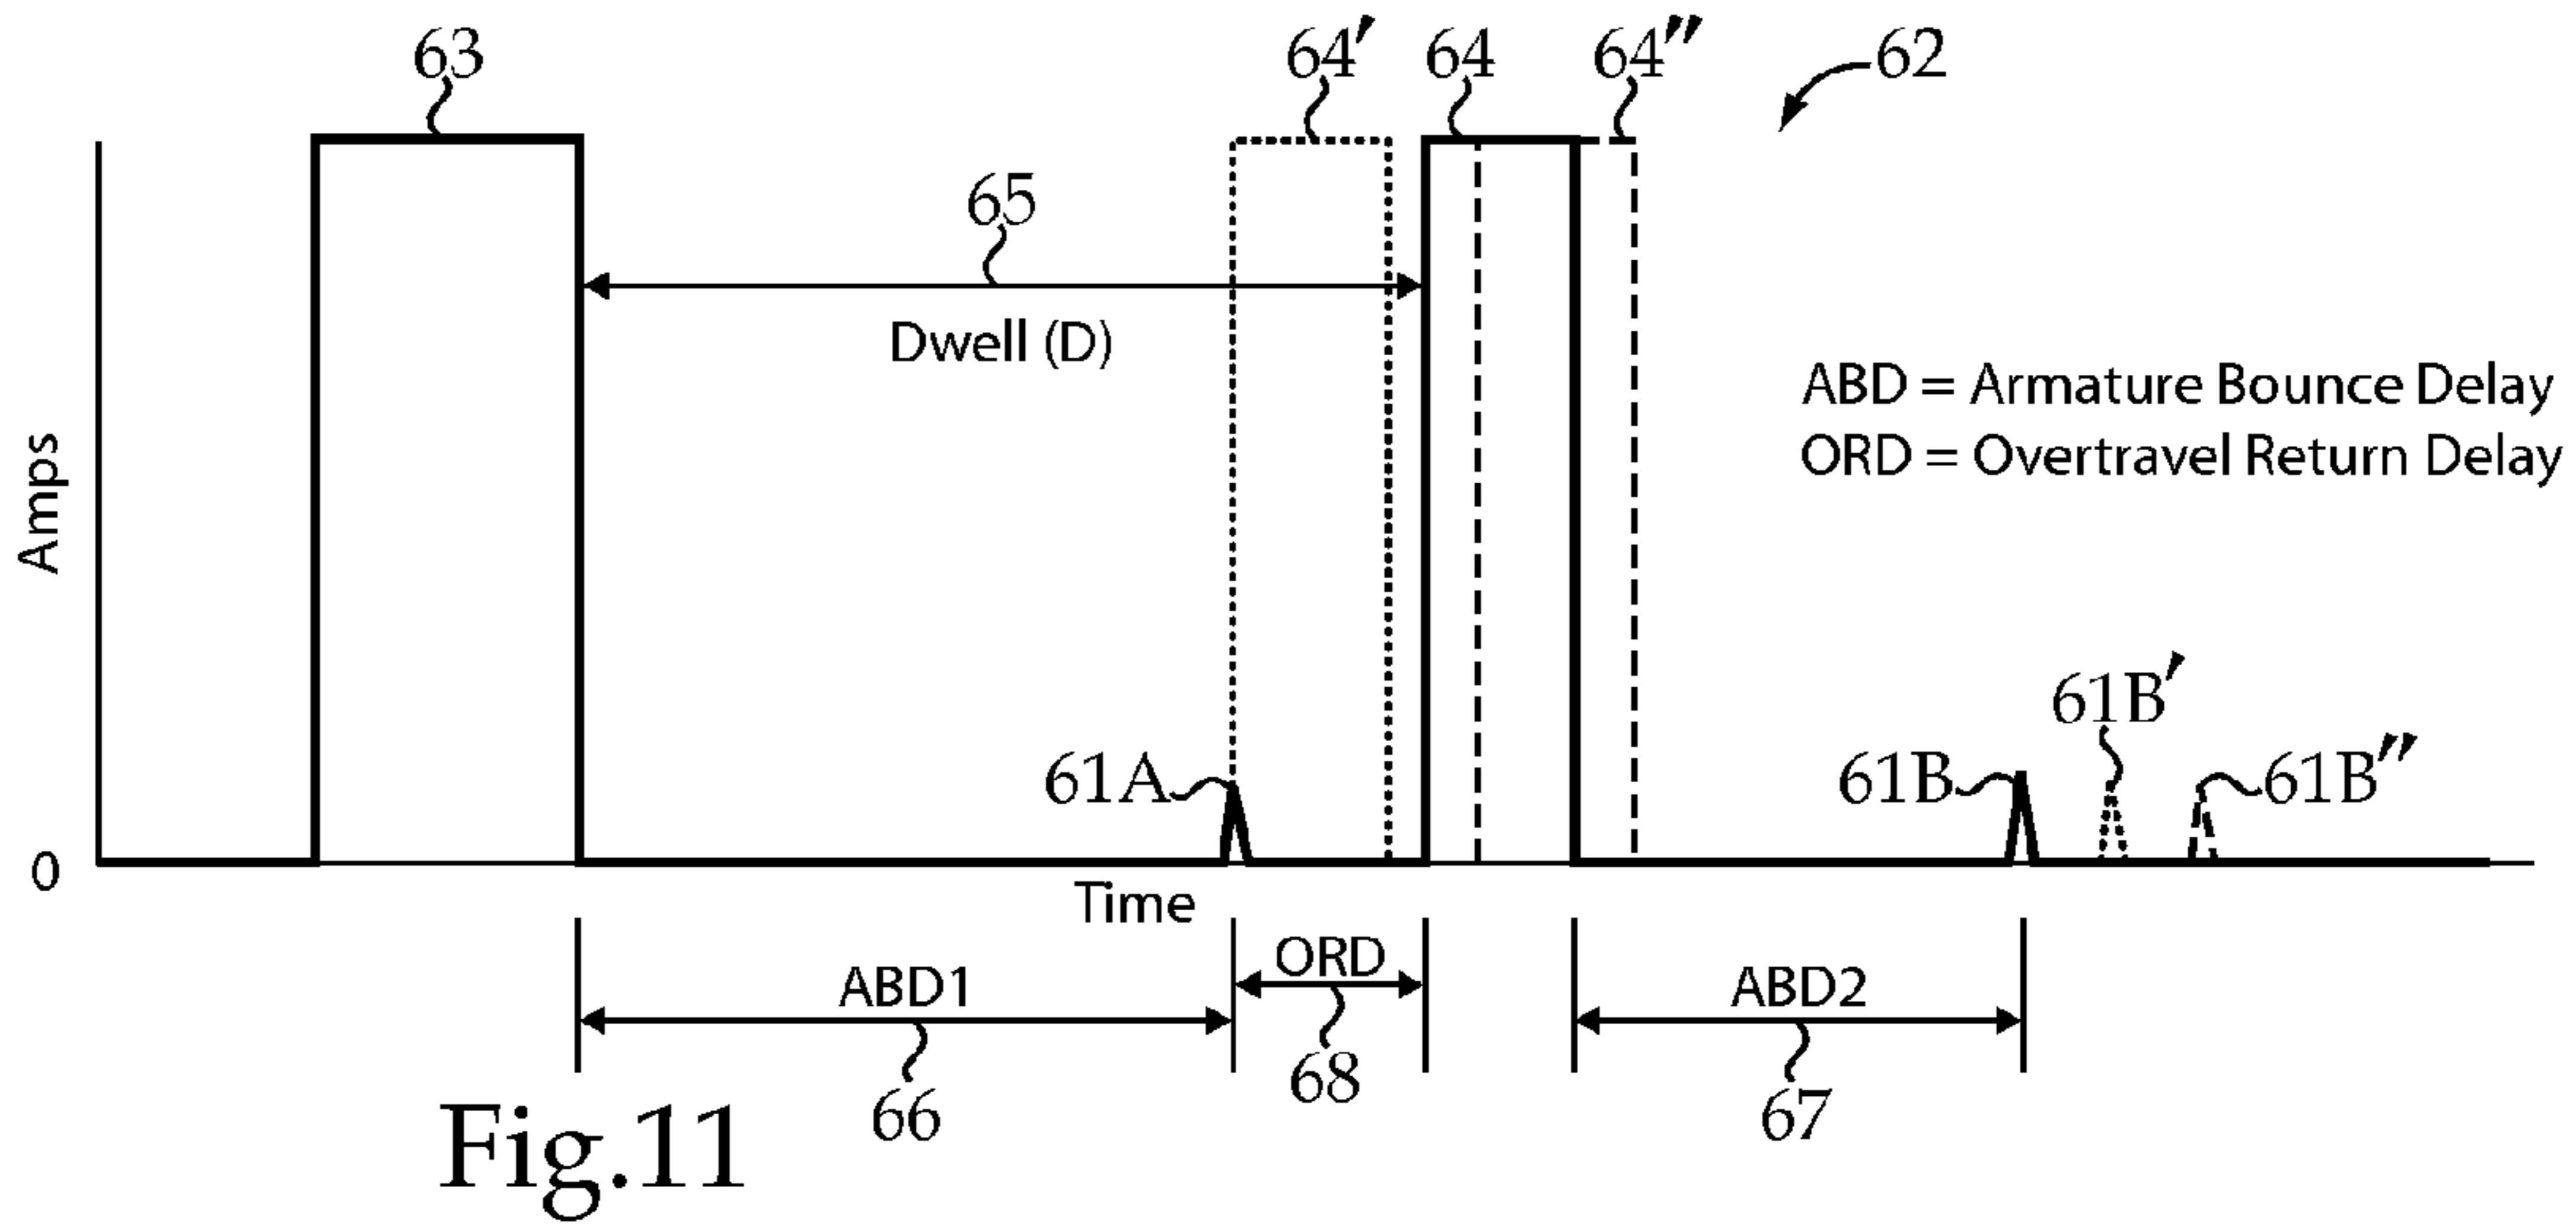 63
64′
64
64″
62
65
Dwell (D)
ABD = Armature Bounce Delay
ORD = Overtravel Return Delay
Amps
61B′
61A
61B
61B″
0
Time
ORD
ABD1
ABD2
68
66
67
Fig.11